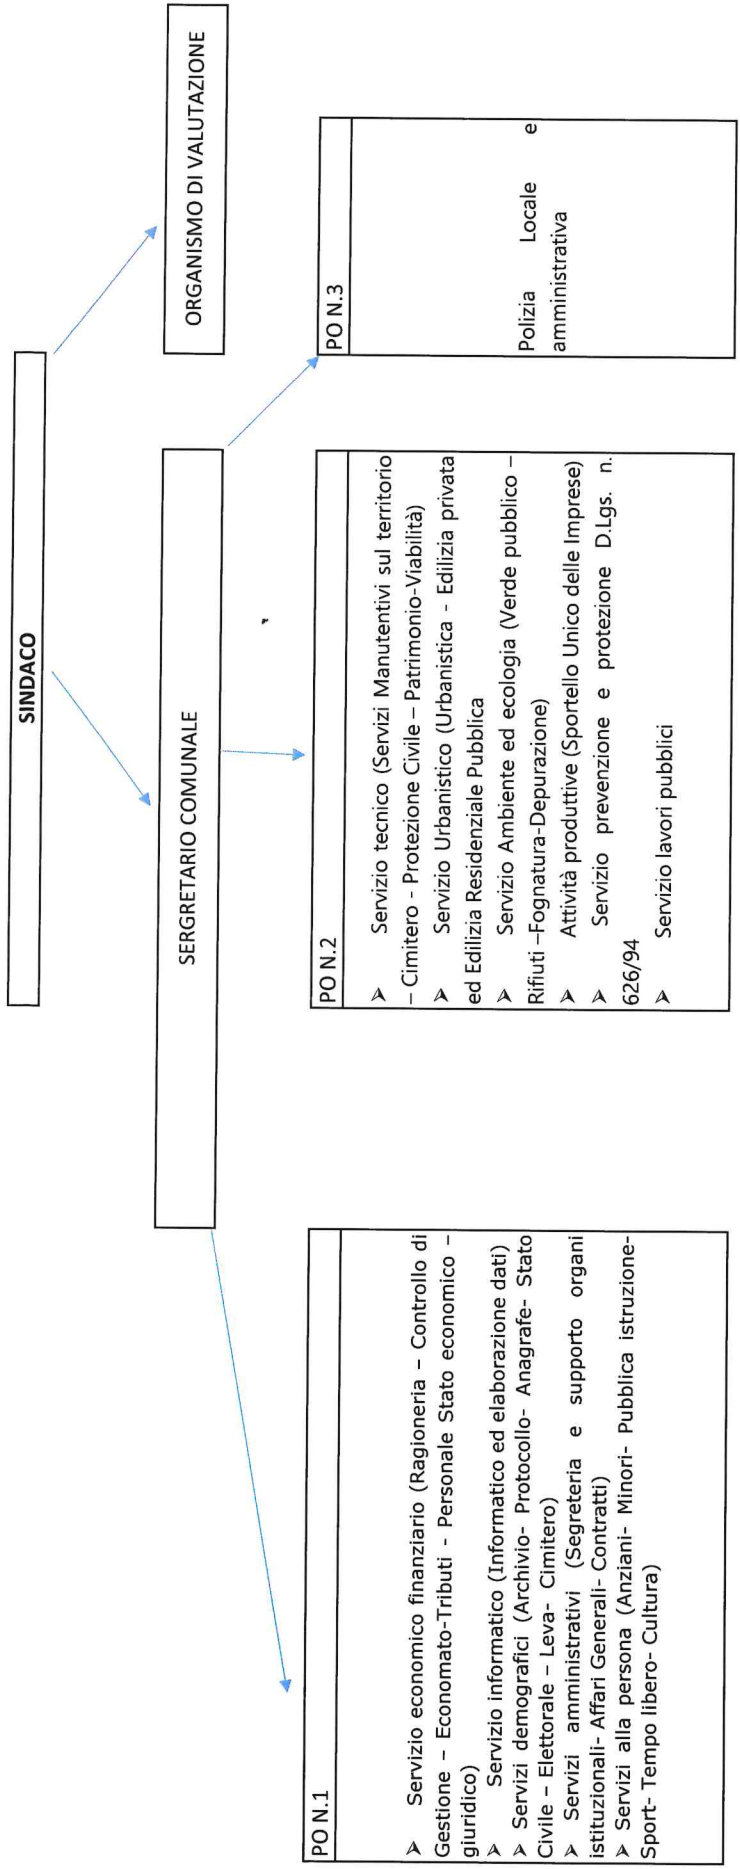 SINDACO
ORGANISMO DI VALUTAZIONE
SERGRETARIO COMUNALE
PO N.1
➢ Servizio economico finanziario (Ragioneria – Controllo di
Gestione – Economato-Tributi - Personale Stato economico –
giuridico)
➢ Servizio informatico (Informatico ed elaborazione dati)
➢ Servizi demografici (Archivio- Protocollo- Anagrafe- Stato
Civile – Elettorale – Leva- Cimitero)
➢ Servizi amministrativi (Segreteria e supporto organi
istituzionali- Affari Generali- Contratti)
➢ Servizi alla persona (Anziani- Minori- Pubblica istruzione-
Sport- Tempo libero- Cultura)
PO N.2
➢ Servizio tecnico (Servizi Manutentivi sul territorio
– Cimitero - Protezione Civile – Patrimonio-Viabilità)
➢ Servizio Urbanistico (Urbanistica - Edilizia privata
ed Edilizia Residenziale Pubblica
➢ Servizio Ambiente ed ecologia (Verde pubblico –
Rifiuti –Fognatura-Depurazione)
➢ Attività produttive (Sportello Unico delle Imprese)
➢ Servizio prevenzione e protezione D.Lgs. n.
626/94
➢ Servizio lavori pubblici
PO N.3
Polizia Locale e
amministrativa